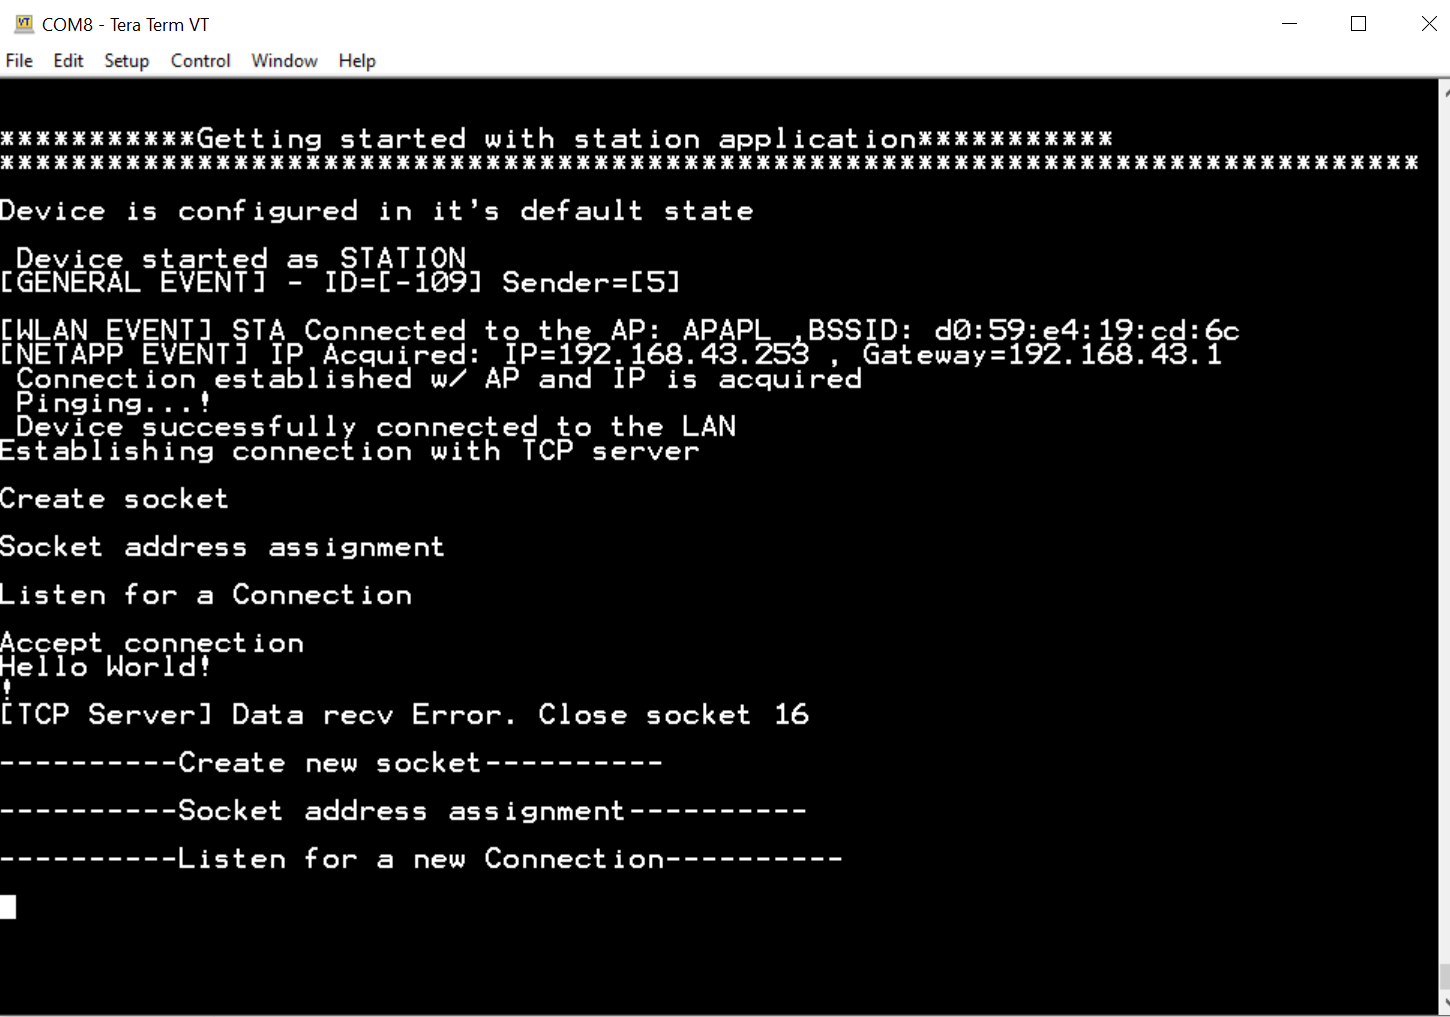 COM8 - Tera Term VT
File Edit Setup Control Window Help
***********Getting started with station application***********
*******************************************************************************
Device is configured in it's default state
Device started as STATION
[GENERAL EVENT] - ID=[-109] Sender=[5]
[WLAN EVENT] STA Connected to the AP: APAPL ,BSSID: d0:59:e4:19:cd:6c
[NETAPP EVENT] IP Acquired: IP=192.168.43.253 , Gateway=192.168.43.1
Connection established w/ AP and IP is acquired
Pinging...!
Device successfully connected to the LAN
Establishing connection with TCP server
Create socket
Socket address assignment
Listen for a Connection
Accept connection
Hello World!
!
[TCP Server] Data recv Error. Close socket 16
----------Create new socket----------
----------Socket address assignment----------
----------Listen for a new Connection----------